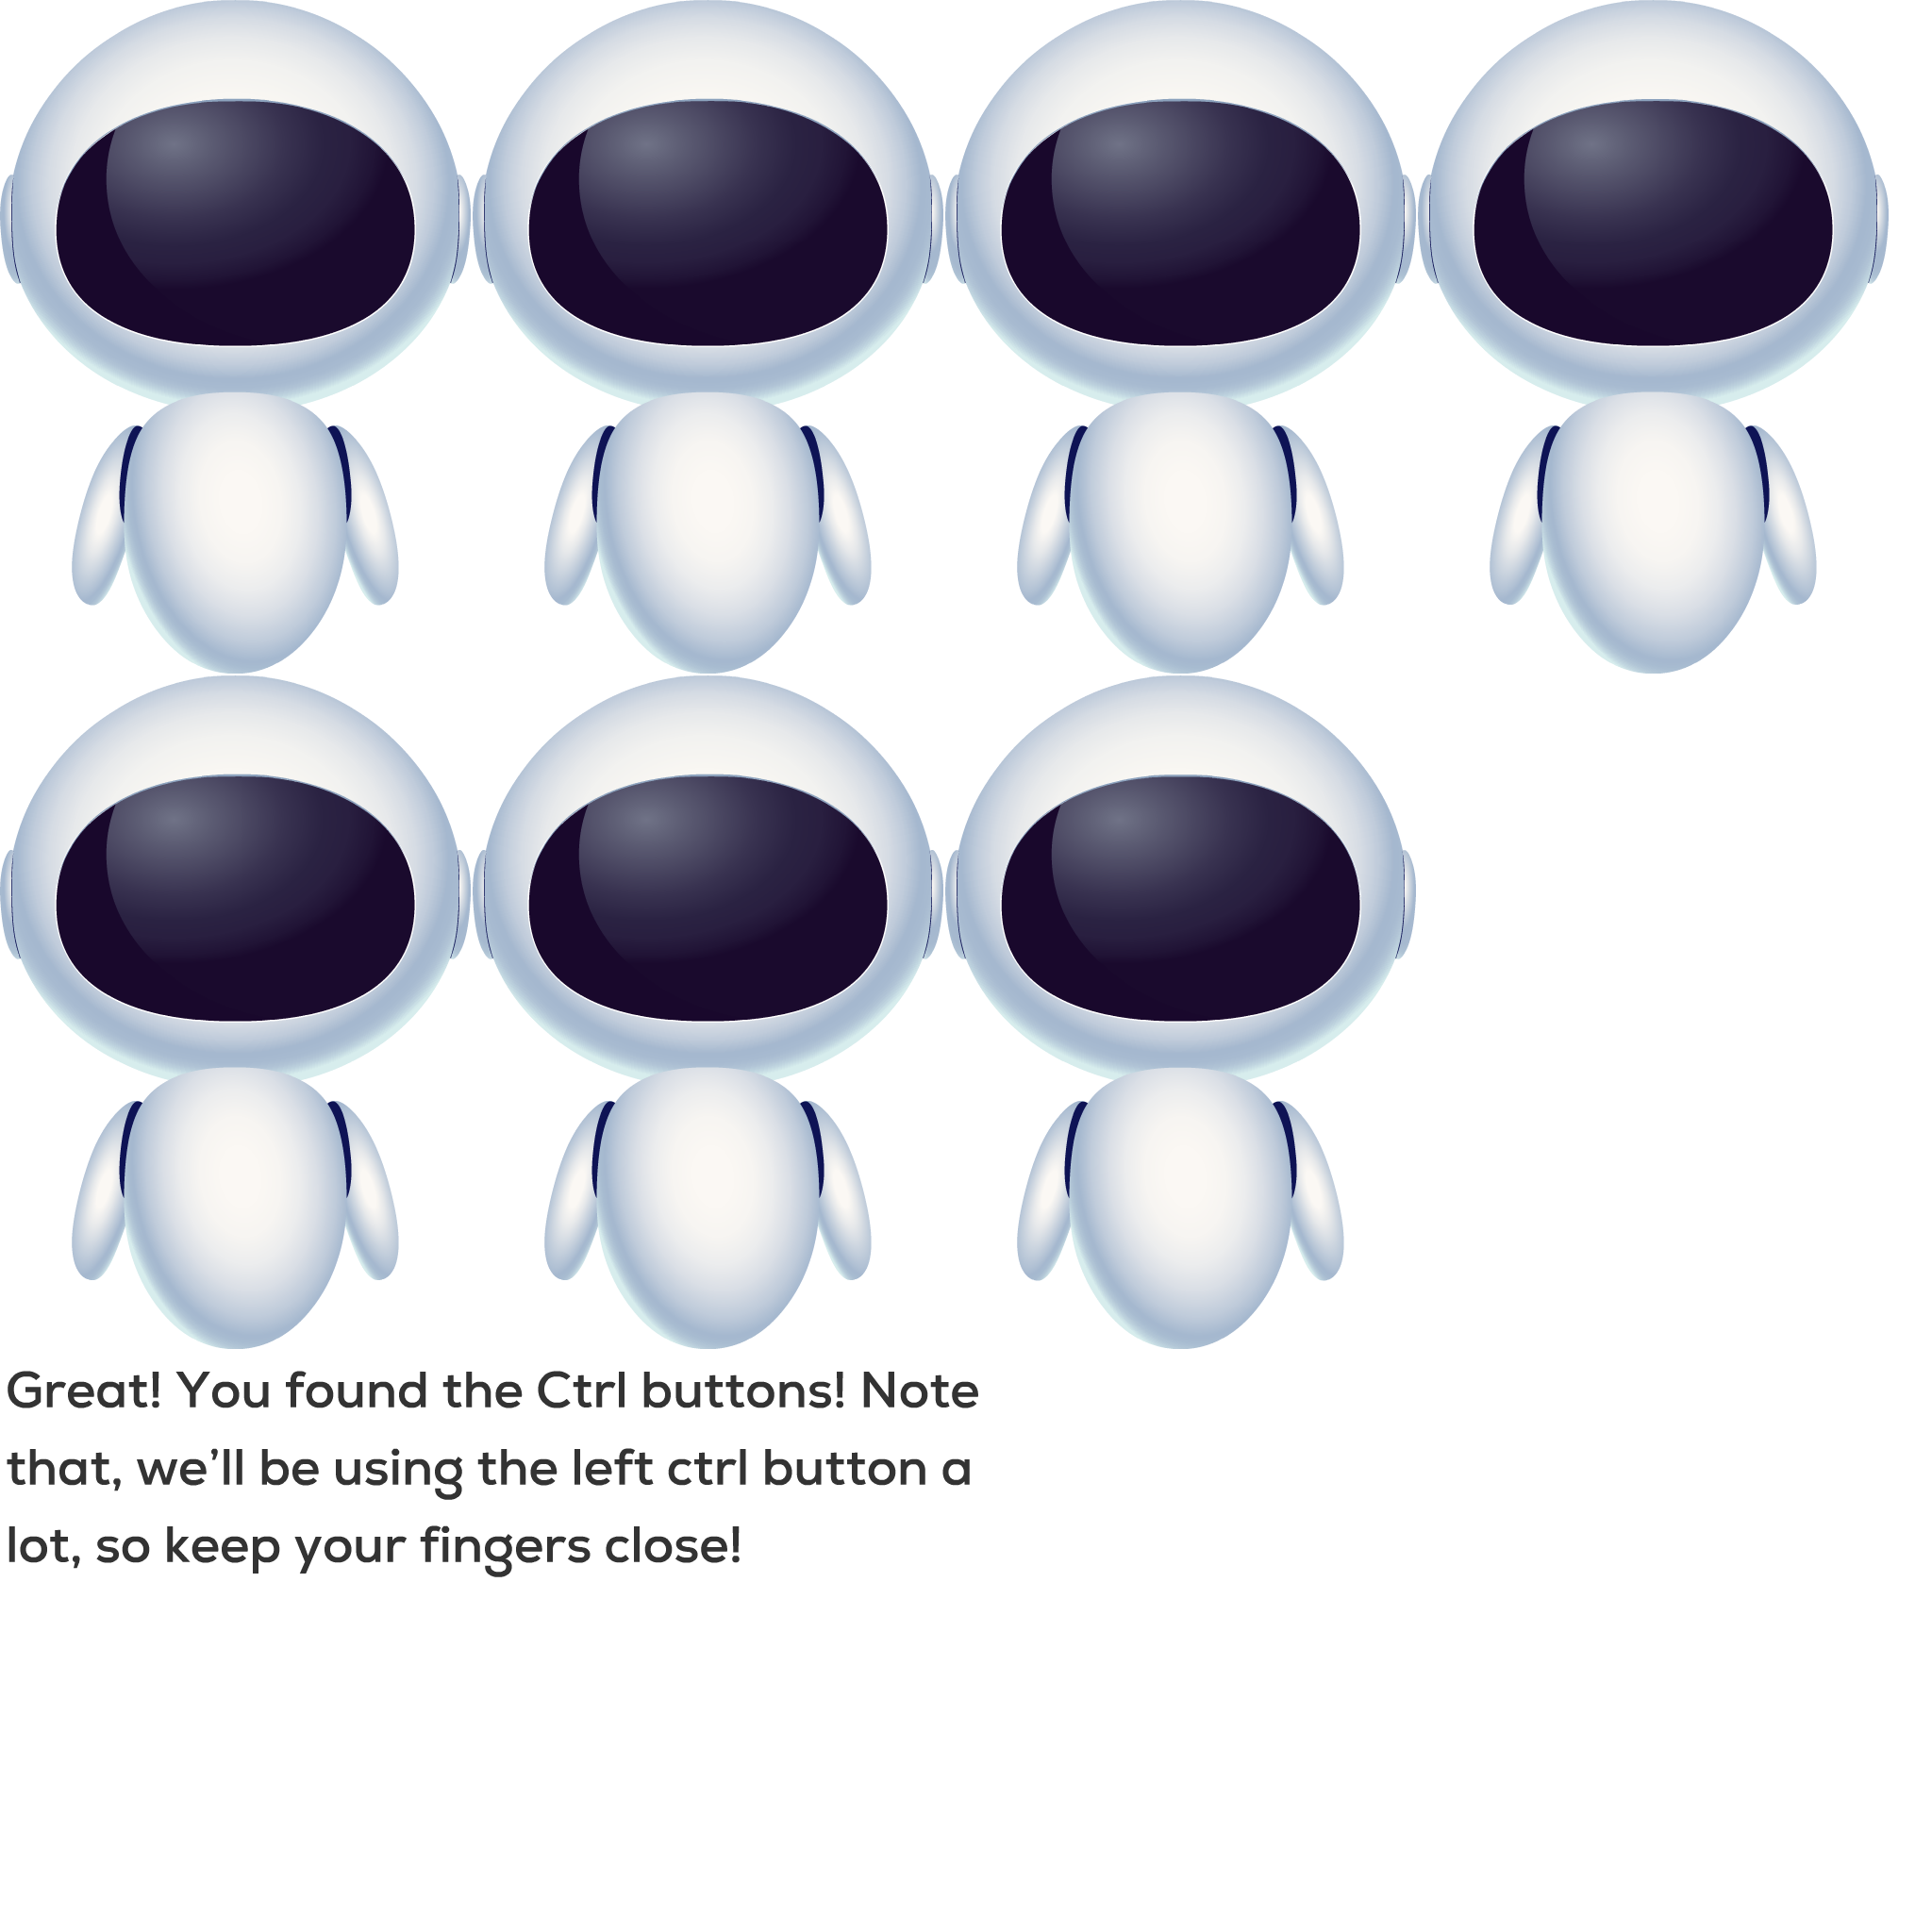 Great! You found the Ctrl buttons! Note
that, we’ll be using the left ctrl button a
lot, so keep your fingers close!